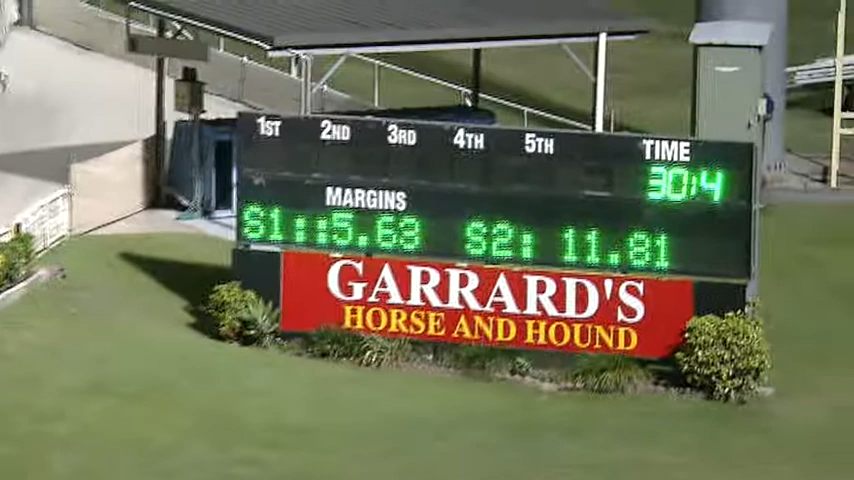 1ST 2ND 3RD 4TH 5TH TIME
30:4
MARGINS
S1::5.63 S2: 11.81
GARRARD'S
HORSE AND HOUND